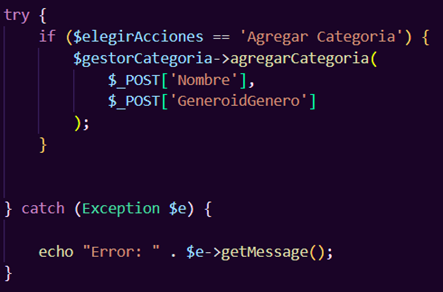 try {
    if ($elegirAcciones == 'Agregar Categoria') {
        $gestorCategoria->agregarCategoria(
            $_POST['Nombre'],
            $_POST['GeneroidGenero']
        );
    }
} catch (Exception $e) {
    echo "Error: " . $e->getMessage();
}